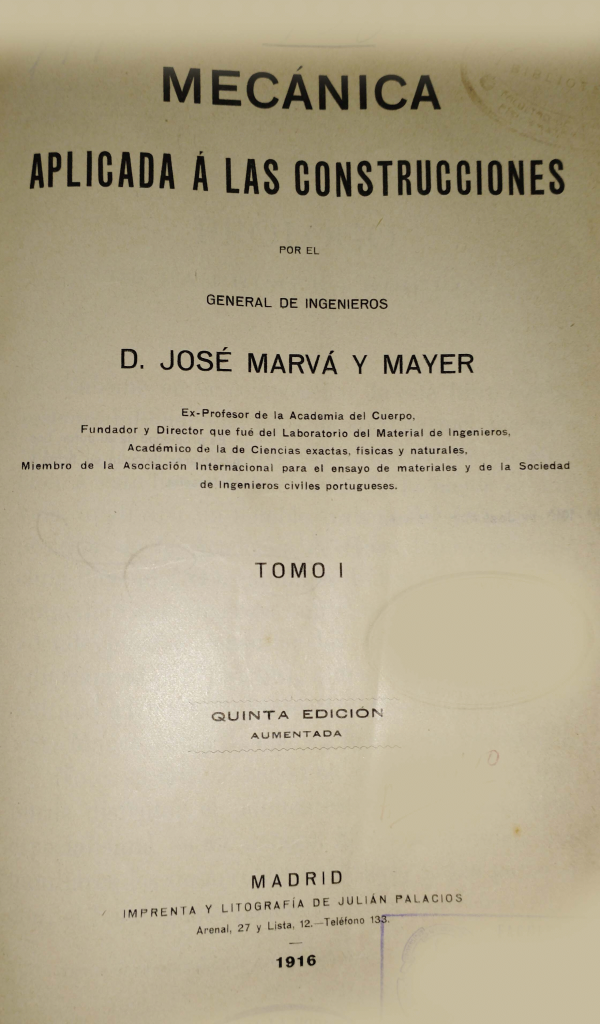 MECÁNICA
APLICADA Á LAS CONSTRUCCIONES
POR EL
GENERAL DE INGENIEROS
D. JOSÉ MARVÁ Y MAYER
Ex-Profesor de la Academia del Cuerpo,
Fundador y Director que fué del Laboratorio del Material de Ingenieros,
Académico de la de Ciencias exactas, físicas y naturales,
Miembro de la Asociación Internacional para el ensayo de materiales y de la Sociedad
de Ingenieros civiles portugueses.
TOMO I
QUINTA EDICIÓN
AUMENTADA
MADRID
IMPRENTA Y LITOGRAFÍA DE JULIÁN PALACIOS
Arenal, 27 y Lista, 12.—Teléfono 133.
1916